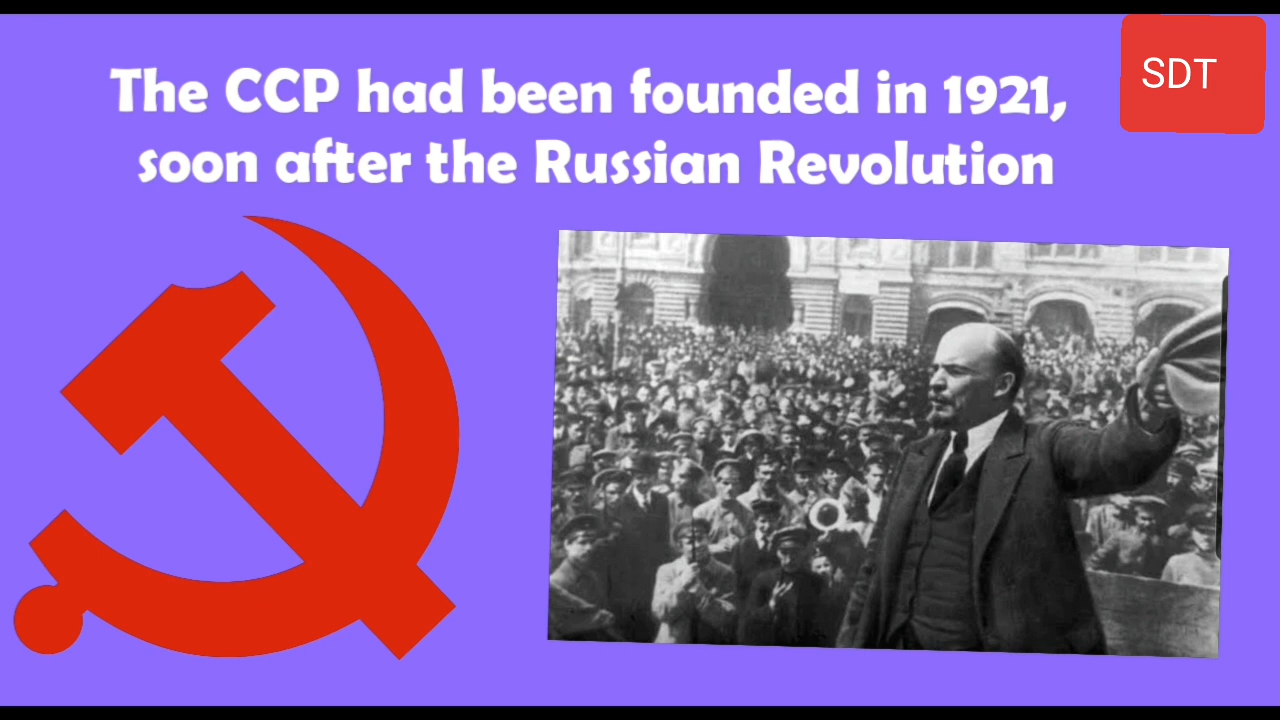 The CCP had been founded in 1921,
soon after the Russian Revolution
SDT